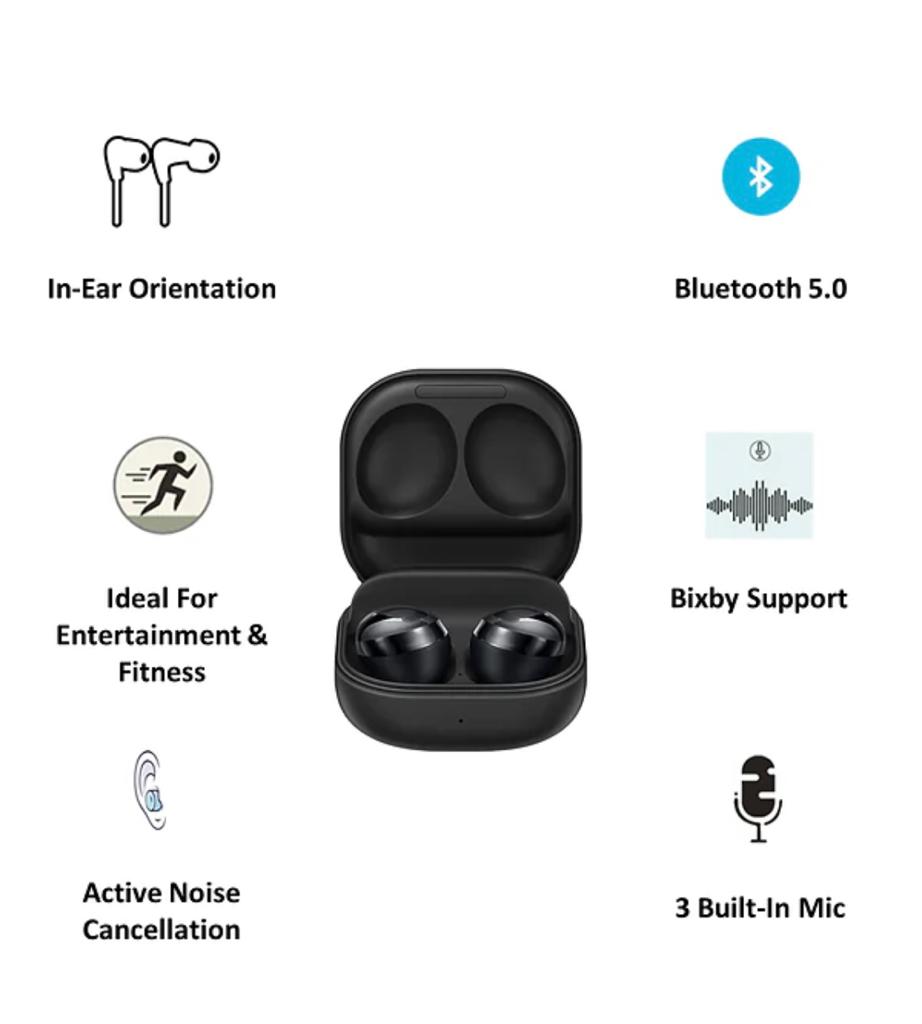 In-Ear Orientation
Bluetooth 5.0
Ideal For
Entertainment &
Fitness
Bixby Support
Active Noise
Cancellation
3 Built-In Mic